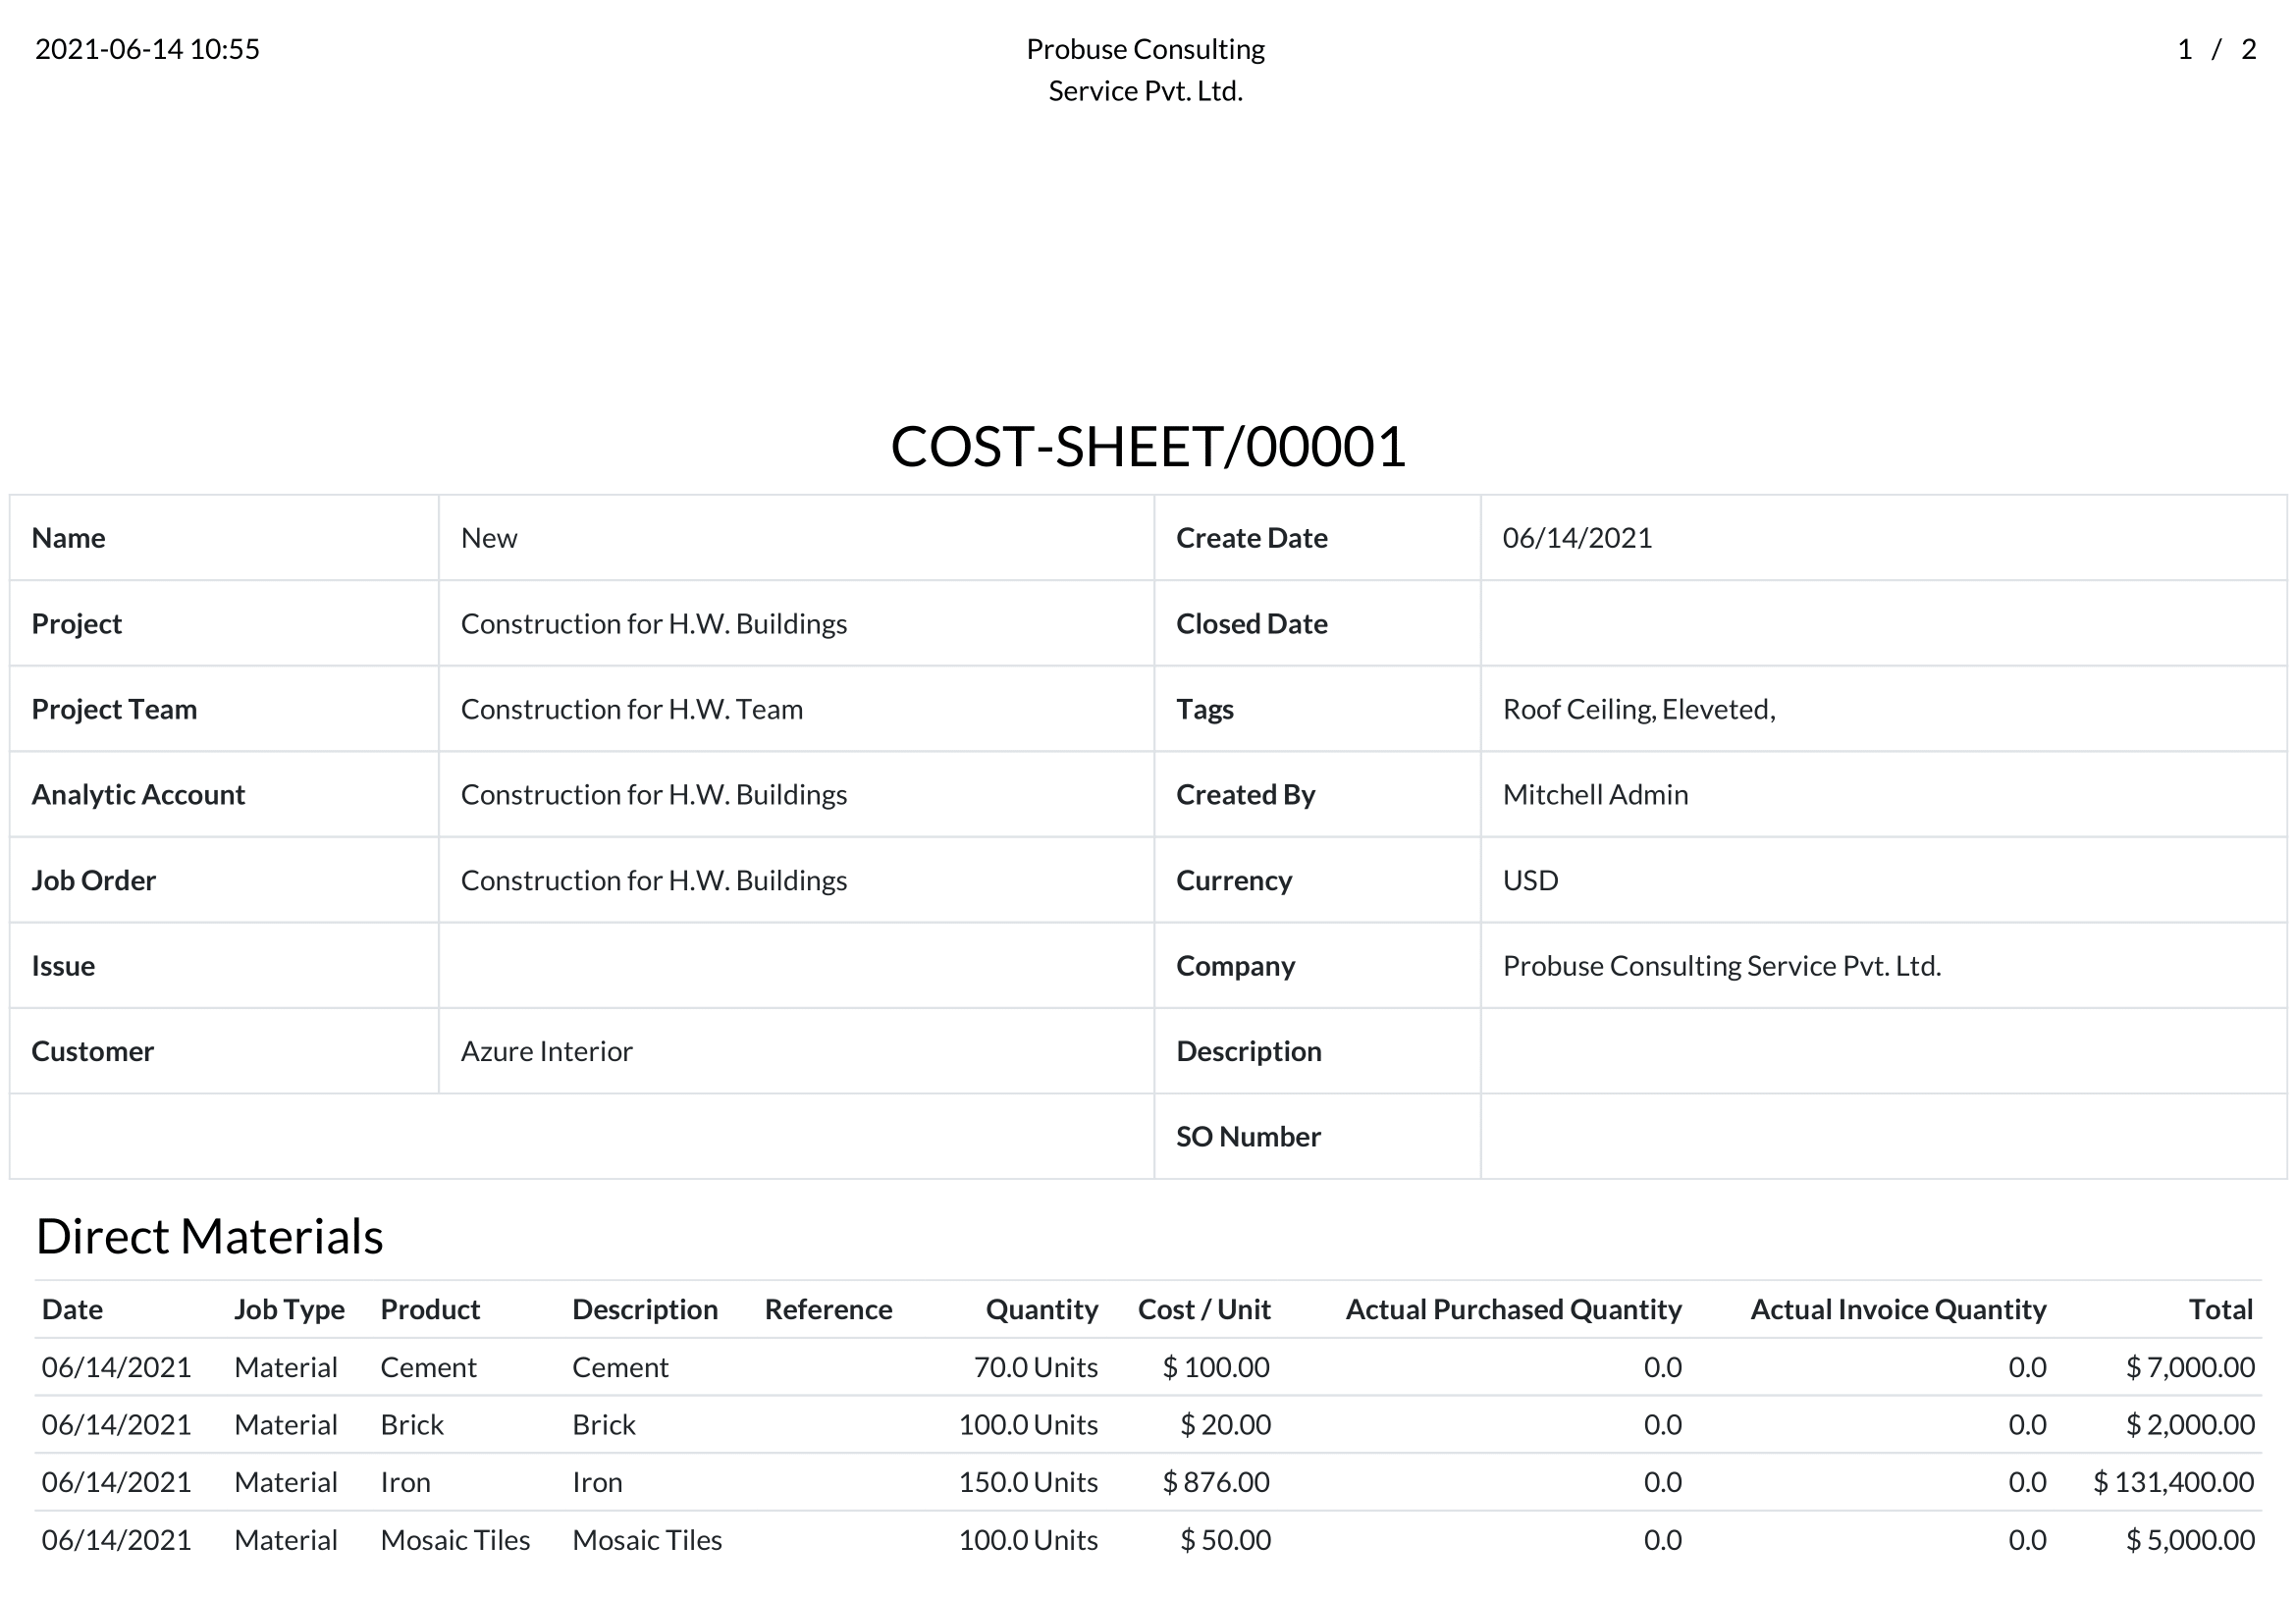 2021-06-14 10:55 Probuse Consulting 1 / 2
Service Pvt. Ltd.
COST-SHEET/00001
Name New Create Date 06/14/2021
Project Construction for H.W. Buildings Closed Date
Project Team Construction for H.W. Team Tags Roof Ceiling, Eleveted,
Analytic Account Construction for H.W. Buildings Created By Mitchell Admin
Job Order Construction for H.W. Buildings Currency USD
Issue Company Probuse Consulting Service Pvt. Ltd.
Customer Azure Interior Description
SO Number
Direct Materials
Date Job Type Product Description Reference Quantity Cost / Unit Actual Purchased Quantity Actual Invoice Quantity Total
06/14/2021 Material Cement Cement 70.0 Units $ 100.00 0.0 0.0 $ 7,000.00
06/14/2021 Material Brick Brick 100.0 Units $ 20.00 0.0 0.0 $ 2,000.00
06/14/2021 Material Iron Iron 150.0 Units $ 876.00 0.0 0.0 $ 131,400.00
06/14/2021 Material Mosaic Tiles Mosaic Tiles 100.0 Units $ 50.00 0.0 0.0 $ 5,000.00